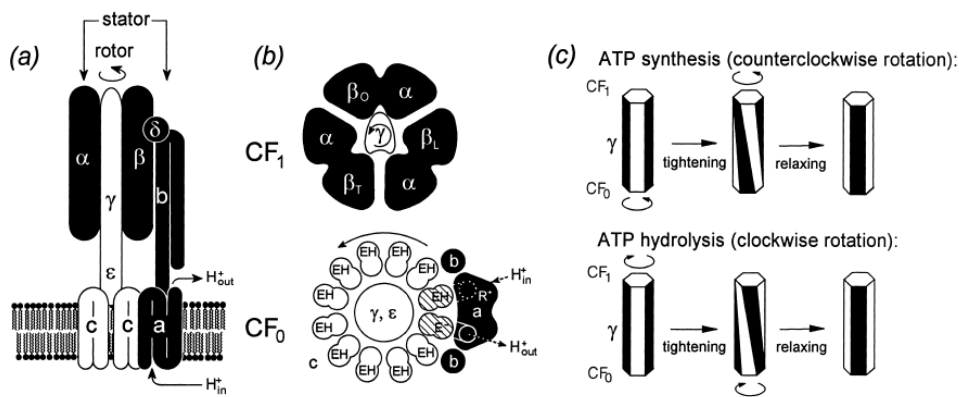 (a)
stator
rotor
α
β
δ
b
γ
ε
H⁺out
c
c
a
H⁺in
(b)
CF₁
βO
α
α
γ
βL
βT
α
CF₀
EH
EH
EH
EH
EH
EH
EH
EH
EH
EH
EH
E⁻
γ, ε
c
b
b
R⁺
a
H⁺in
H⁺out
(c)
ATP synthesis (counterclockwise rotation):
CF₁
γ
CF₀
tightening
relaxing
ATP hydrolysis (clockwise rotation):
CF₁
γ
CF₀
tightening
relaxing